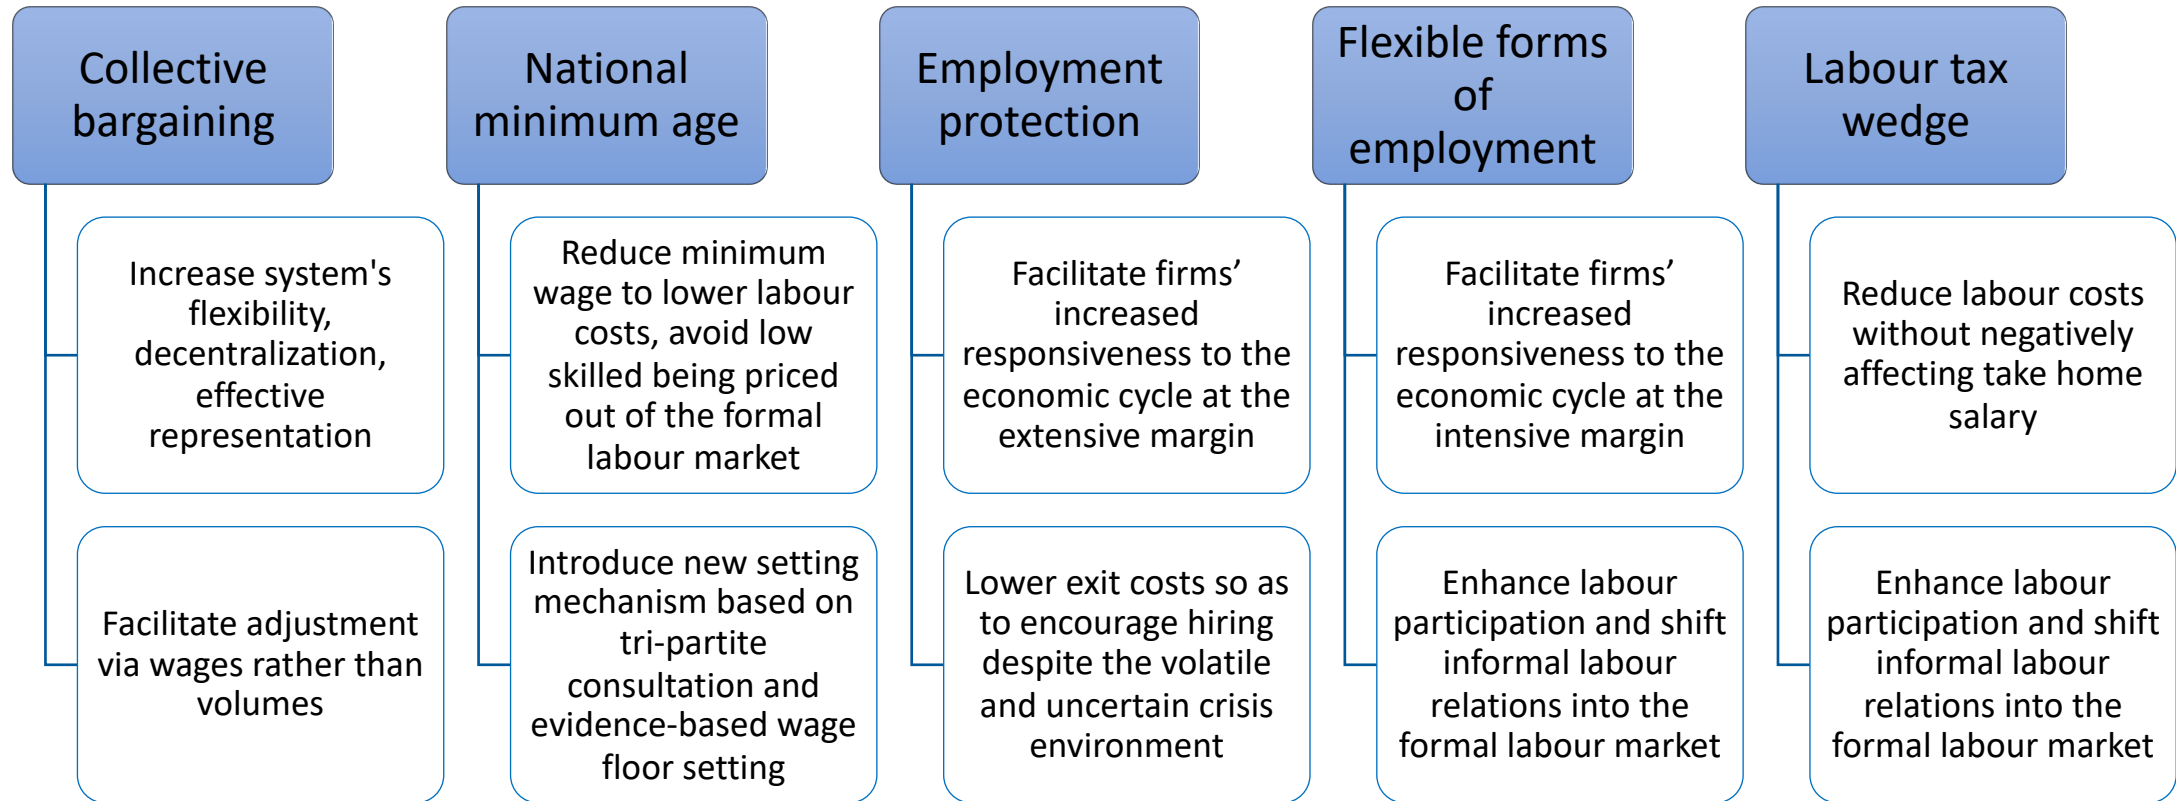 Collective
bargaining
Increase system's
flexibility,
decentralization,
effective
representation
Facilitate adjustment
via wages rather than
volumes
National
minimum age
Reduce minimum
wage to lower labour
costs, avoid low
skilled being priced
out of the formal
labour market
Introduce new setting
mechanism based on
tri-partite
consultation and
evidence-based wage
floor setting
Employment
protection
Facilitate firms’
increased
responsiveness to the
economic cycle at the
extensive margin
Lower exit costs so as
to encourage hiring
despite the volatile
and uncertain crisis
environment
Flexible forms
of
employment
Facilitate firms’
increased
responsiveness to the
economic cycle at the
intensive margin
Enhance labour
participation and shift
informal labour
relations into the
formal labour market
Labour tax
wedge
Reduce labour costs
without negatively
affecting take home
salary
Enhance labour
participation and shift
informal labour
relations into the
formal labour market